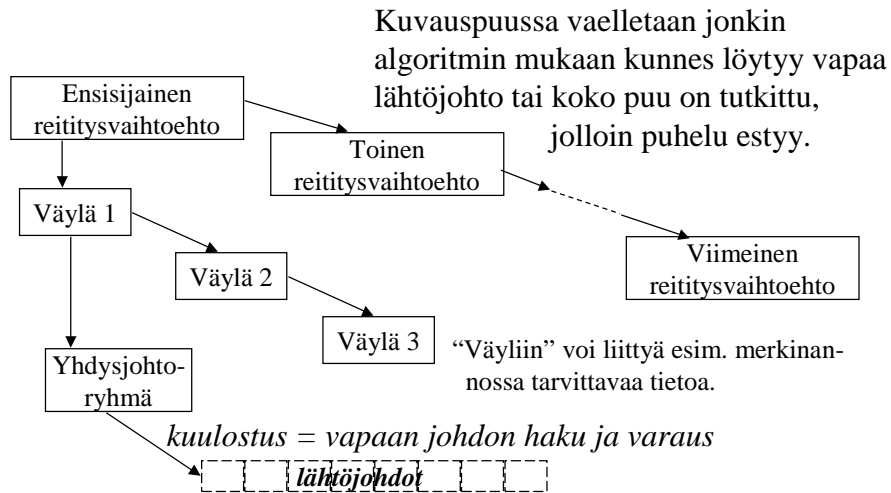 Kuvauspuussa vaelletaan jonkin
algoritmin mukaan kunnes löytyy vapaa
lähtöjohto tai koko puu on tutkittu,
jolloin puhelu estyy.
Ensisijainen
reititysvaihtoehto
Toinen
reititysvaihtoehto
Viimeinen
reititysvaihtoehto
Väylä 1
Väylä 2
Väylä 3
“Väyliin” voi liittyä esim. merkinan-
nossa tarvittavaa tietoa.
Yhdysjohto-
ryhmä
kuulostus = vapaan johdon haku ja varaus
lähtöjohdot